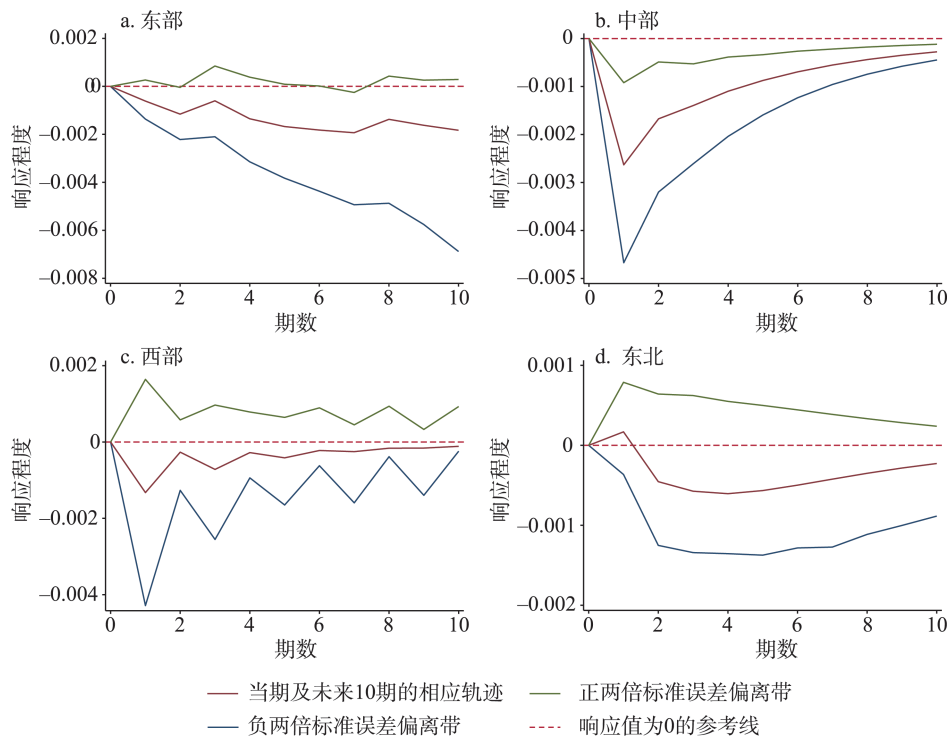 a. 东部
0.002
0
−0.002
−0.004
−0.006
−0.008
响应程度
0 2 4 6 8 10
期数
b. 中部
0
−0.001
−0.002
−0.003
−0.004
−0.005
响应程度
0 2 4 6 8 10
期数
c. 西部
0.002
0
−0.002
−0.004
响应程度
0 2 4 6 8 10
期数
d. 东北
0.001
0
−0.001
−0.002
响应程度
0 2 4 6 8 10
期数
当期及未来10期的相应轨迹
正两倍标准误差偏离带
负两倍标准误差偏离带
响应值为0的参考线